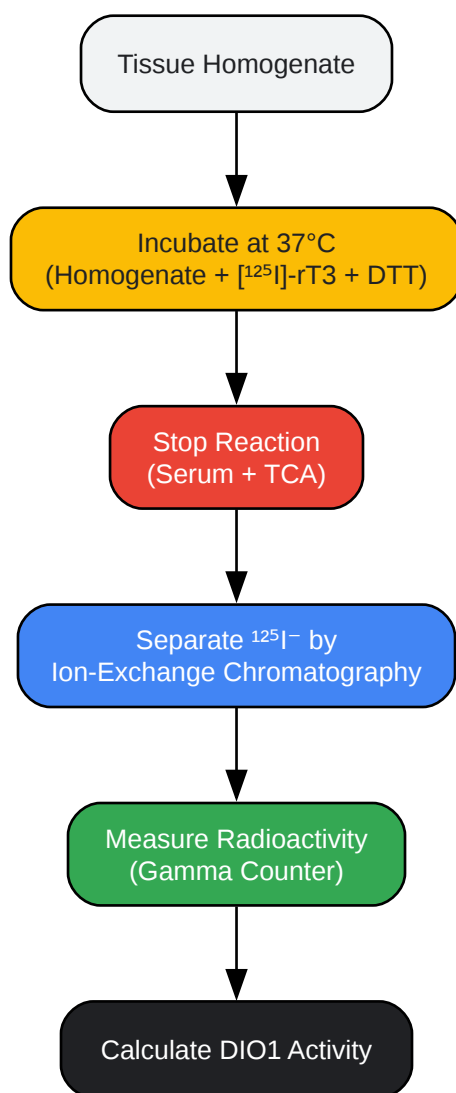 Tissue Homogenate
Incubate at 37°C
(Homogenate + [¹²⁵I]-rT3 + DTT)
Stop Reaction
(Serum + TCA)
Separate ¹²⁵I⁻ by
Ion-Exchange Chromatography
Measure Radioactivity
(Gamma Counter)
Calculate DIO1 Activity